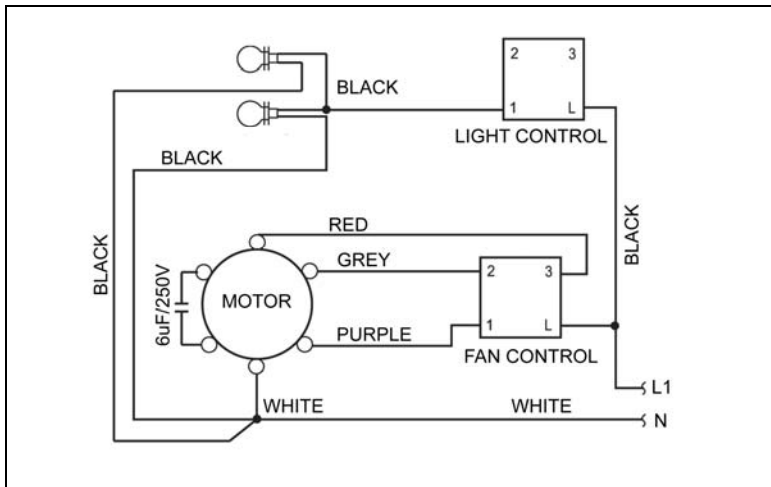 2 3
BLACK
1 L
LIGHT CONTROL
BLACK
RED
BLACK
BLACK
GREY
2 3
6uF/250V
MOTOR
PURPLE
1 L
FAN CONTROL
L1
WHITE WHITE
N